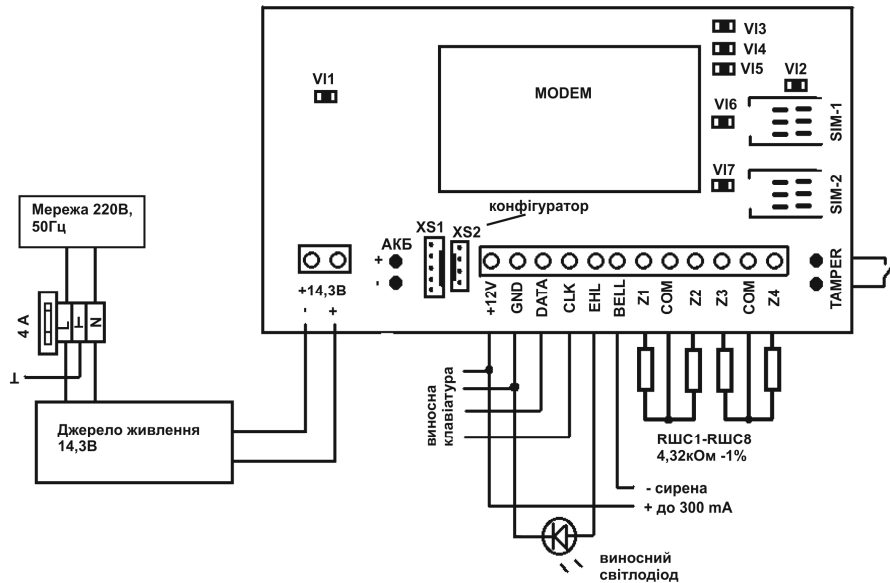 VI3
VI4
VI5
VI1
VI2
MODEM
VI6
SIM-1
VI7
SIM-2
Мережа 220В,
50Гц
конфігуратор
XS1
XS2
АКБ
+
-
+14,3В
- +
TAMPER
+12V
GND
DATA
CLK
EHL
BELL
Z1
COM
Z2
Z3
COM
Z4
4 А
L
N
Джерело живлення
14,3В
виносна
клавіатура
RШС1-RШС8
4,32кОм -1%
- сирена
+ до 300 mA
виносний
світлодіод